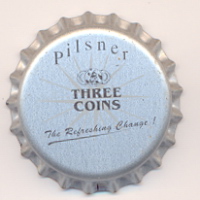 Pilsner
THREE
COINS
The Refreshing Change !